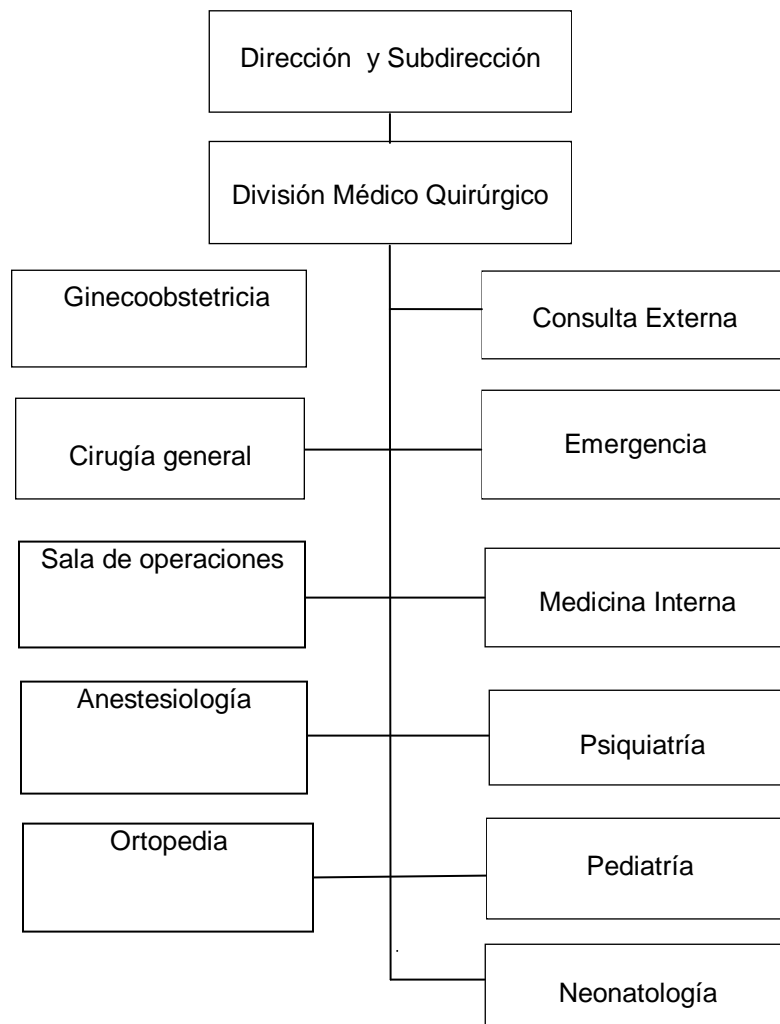 Dirección y Subdirección
División Médico Quirúrgico
Ginecoobstetricia
Consulta Externa
Cirugía general
Emergencia
Sala de operaciones
Medicina Interna
Anestesiología
Psiquiatría
Ortopedia
Pediatría
Neonatología